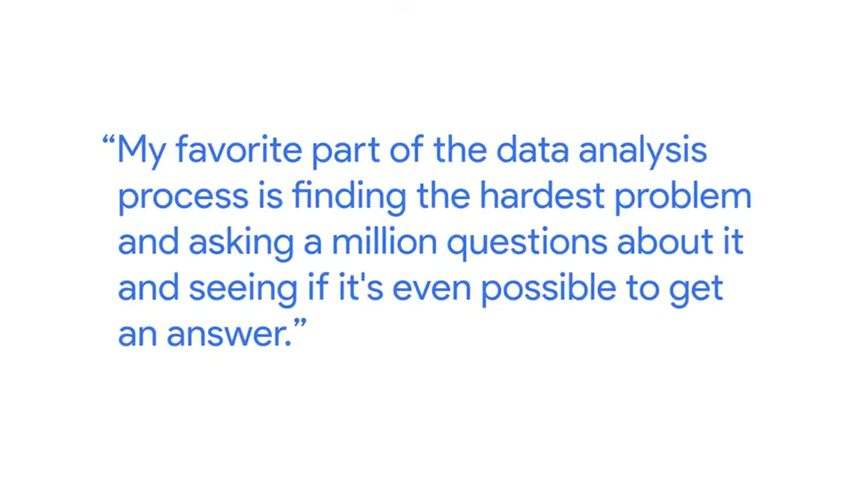 “My favorite part of the data analysis
process is finding the hardest problem
and asking a million questions about it
and seeing if it's even possible to get
an answer.”